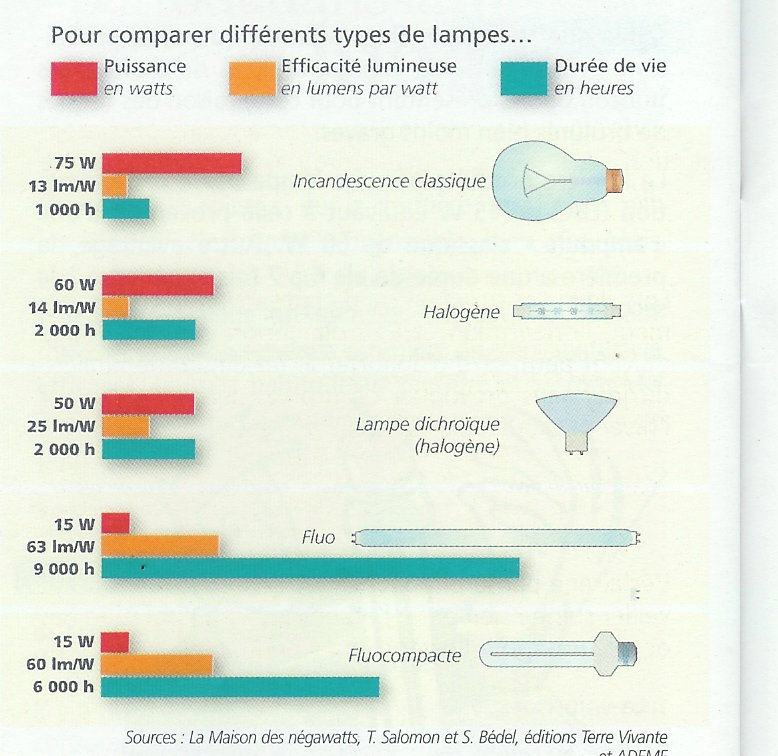 Pour comparer différents types de lampes...
Puissance
en watts
Efficacité lumineuse
en lumens par watt
Durée de vie
en heures
75 W
13 lm/W
1 000 h
Incandescence classique
60 W
14 lm/W
2 000 h
Halogène
50 W
25 lm/W
2 000 h
Lampe dichroïque
(halogène)
15 W
63 lm/W
9 000 h
Fluo
15 W
60 lm/W
6 000 h
Fluocompacte
Sources : La Maison des négawatts, T. Salomon et S. Bédel, éditions Terre Vivante
et ADEME